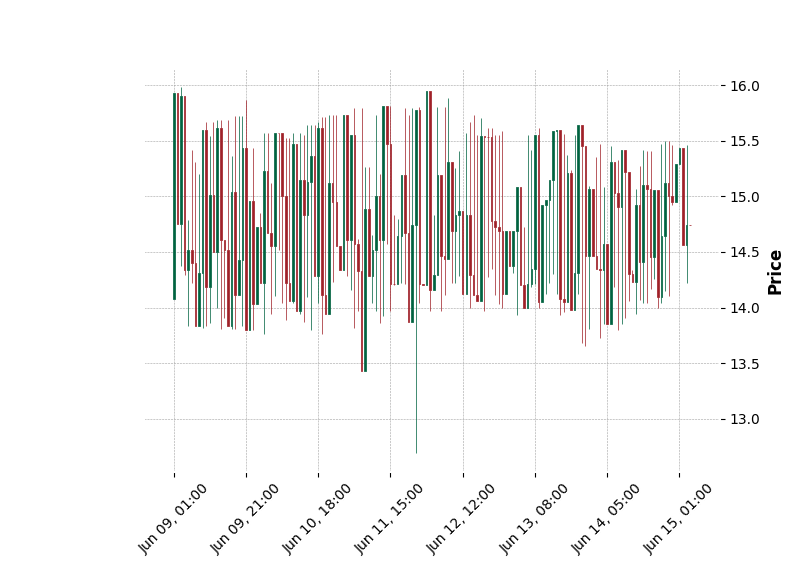 16.0
15.5
15.0
14.5
14.0
13.5
13.0
Price
Jun 09, 01:00
Jun 09, 21:00
Jun 10, 18:00
Jun 11, 15:00
Jun 12, 12:00
Jun 13, 08:00
Jun 14, 05:00
Jun 15, 01:00